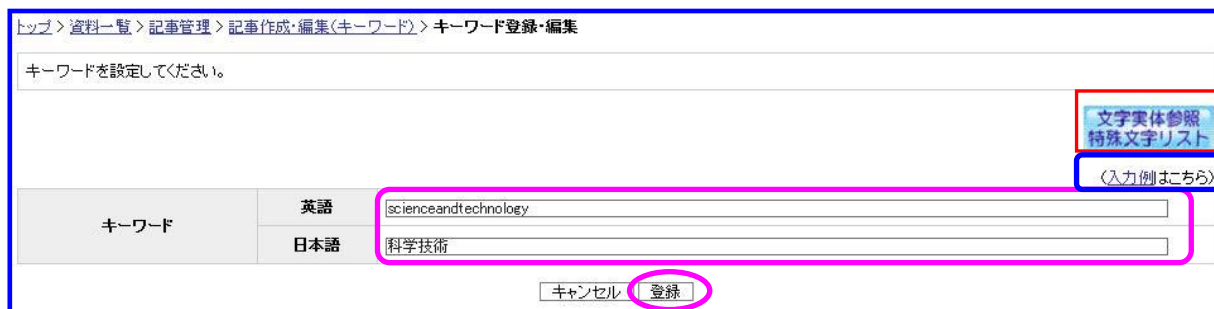 トップ > 資料一覧 > 記事管理 > 記事作成・編集(キーワード) > キーワード登録・編集
キーワードを設定してください。
文字実体参照
特殊文字リスト
(入力例はこちら)
キーワード
英語
scienceandtechnology
日本語
科学技術
キャンセル 登録